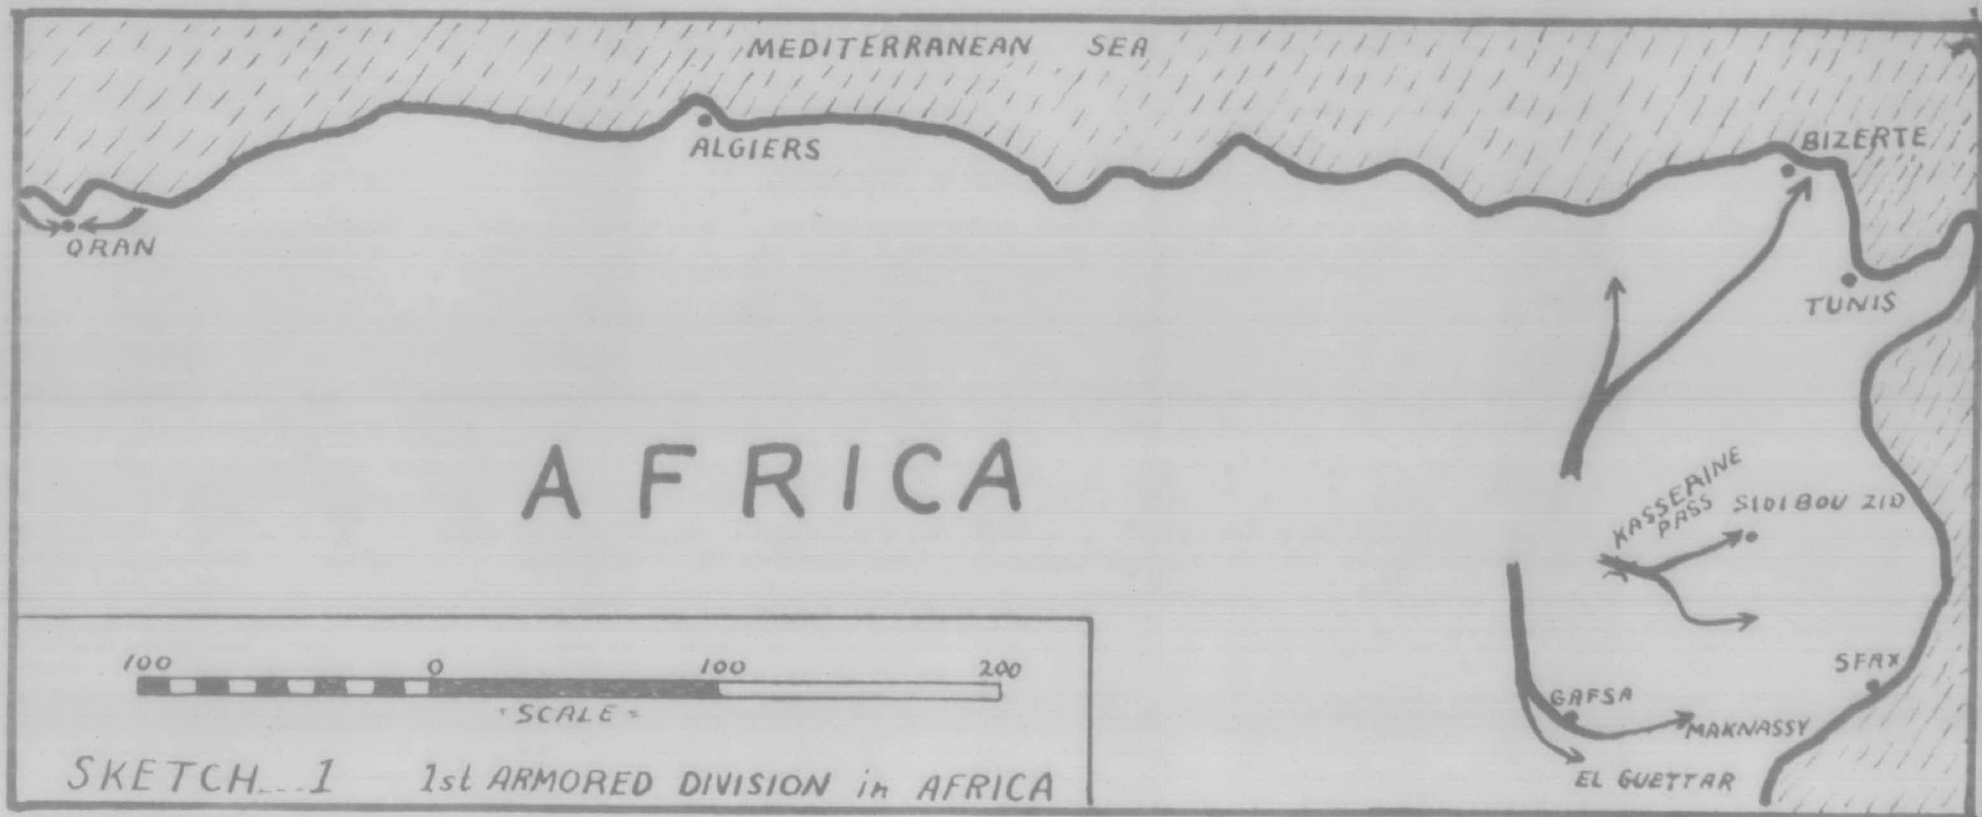 MEDITERRANEAN SEA
ALGIERS
BIZERTE
ORAN
TUNIS
AFRICA
KASSERINE
PASS
SIDI BOU ZID
SFAX
GAFSA
MAKNASSY
EL GUETTAR
100 0 100 200
SCALE
SKETCH...1 1st ARMORED DIVISION in AFRICA